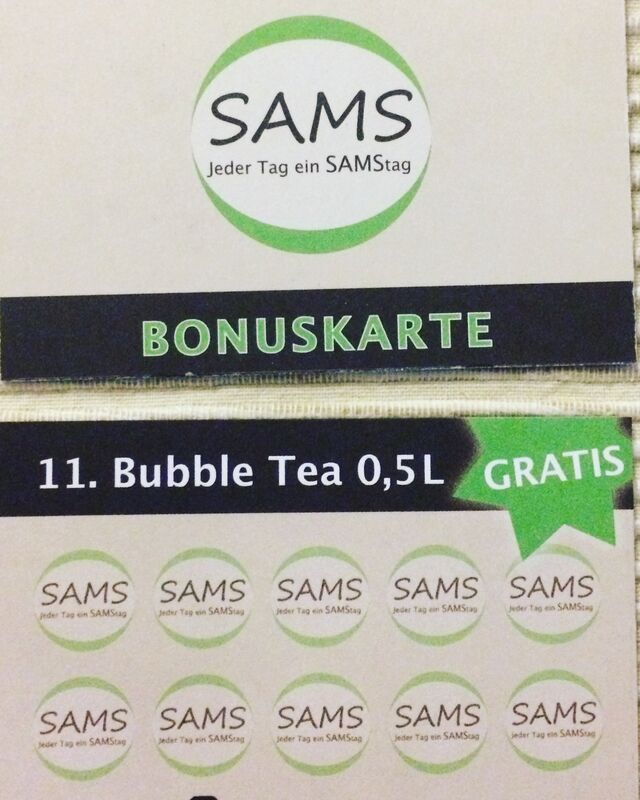 SAMS
Jeder Tag ein SAMStag
BONUSKARTE
11. Bubble Tea 0,5L GRATIS
SAMS SAMS SAMS SAMS SAMS
Jeder Tag ein SAMStag Jeder Tag ein SAMStag Jeder Tag ein SAMStag Jeder Tag ein SAMStag Jeder Tag ein SAMStag
SAMS SAMS SAMS SAMS SAMS
Jeder Tag ein SAMStag Jeder Tag ein SAMStag Jeder Tag ein SAMStag Jeder Tag ein SAMStag Jeder Tag ein SAMStag